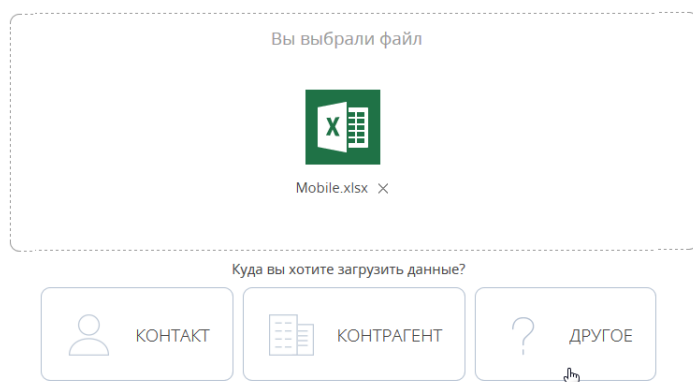 Вы выбрали файл
X
Mobile.xlsx ×
Куда вы хотите загрузить данные?
КОНТАКТ
КОНТРАГЕНТ
? ДРУГОЕ